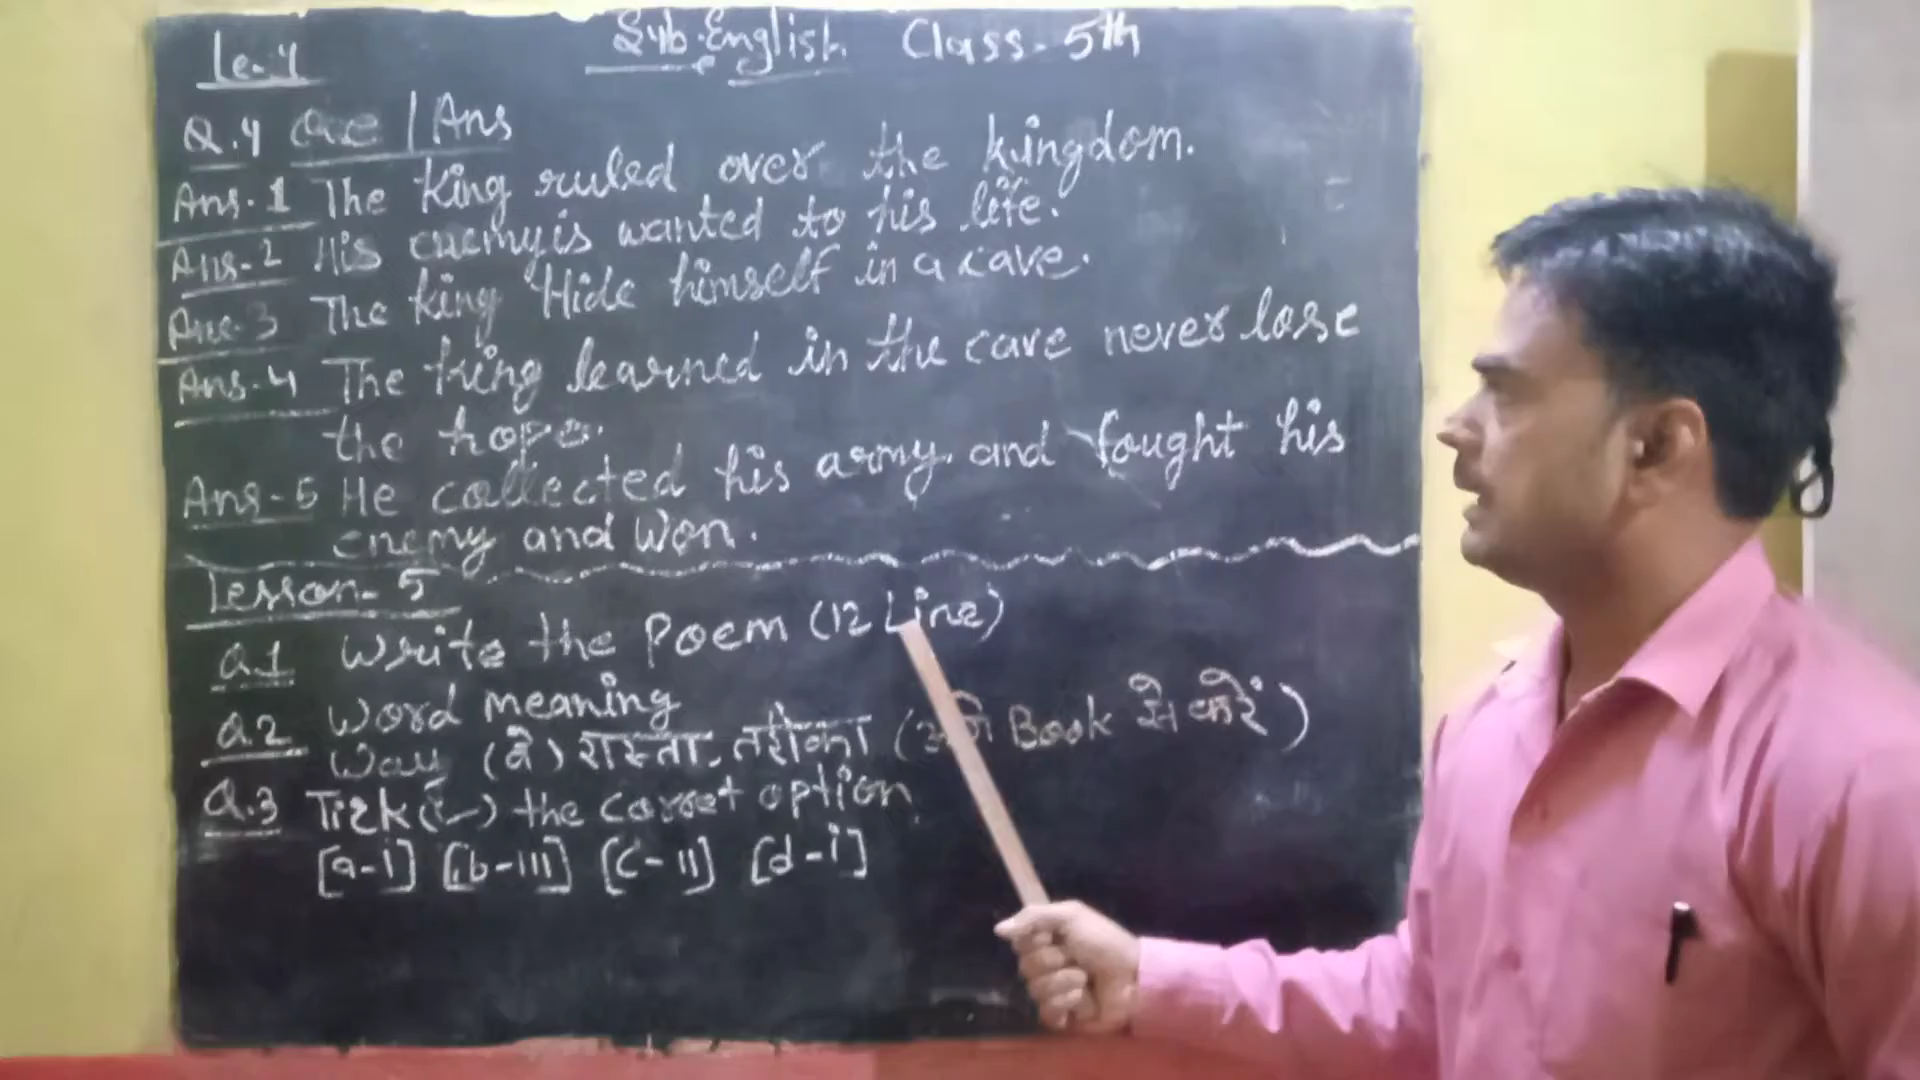 Le.4
Sub. English Class- 5th
Q.4 Que | Ans
Ans.1 The King ruled over the kingdom.
Ans-2 His enemy is wanted to his life.
Ans.3 The king Hide himself in a cave.
Ans-4 The king learned in the cave never lose
the hope.
Ans-5 He collected his army. and fought his
enemy and won.
Lesson- 5
Q.1 Write the Poem (12 Line)
Q.2 Word meaning
Way (वे) रास्ता, तरीका ( Book से करें)
Q.3 the option
[a-i] [b-iii] [c-ii] [d-i]